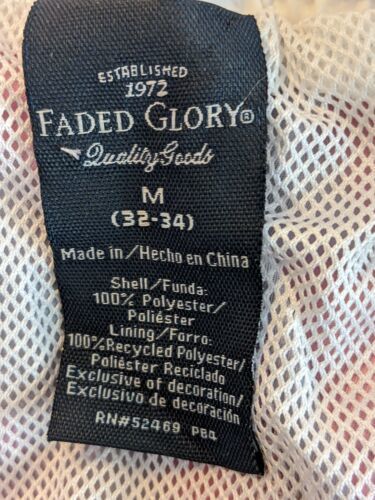 ESTABLISHED
1972
FADED GLORY®
Quality Goods
M
(32-34)
Made in/Hecho en China
Shell/Funda:
100% Polyester/
Poliéster
Lining/Forro:
100%Recycled Polyester/
Poliéster Reciclado
Exclusive of decoration/
Exclusivo de decoración
RN#52469 PBq